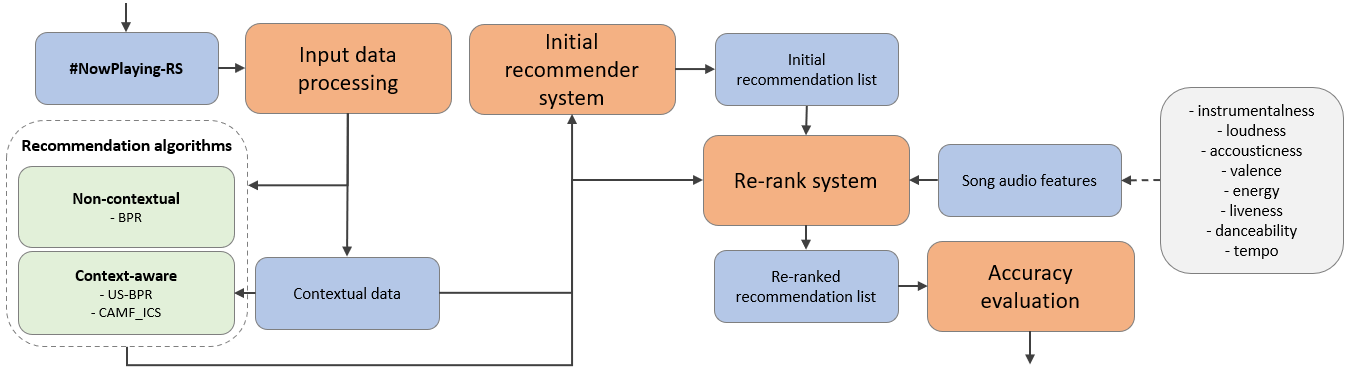 #NowPlaying-RS
Input data
processing
Initial
recommender
system
Initial
recommendation list
- instrumentalness
- loudness
- accousticness
- valence
- energy
- liveness
- danceability
- tempo
Recommendation algorithms
Non-contextual
- BPR
Re-rank system
Song audio features
Context-aware
- US-BPR
- CAMF_ICS
Contextual data
Re-ranked
recommendation list
Accuracy
evaluation